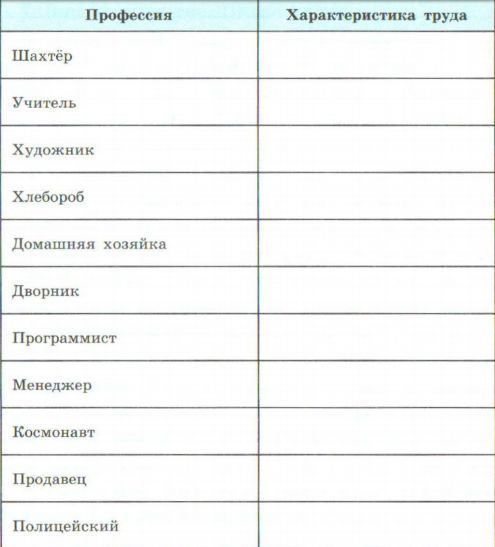 Профессия Характеристика труда
Шахтёр
Учитель
Художник
Хлебороб
Домашняя хозяйка
Дворник
Программист
Менеджер
Космонавт
Продавец
Полицейский